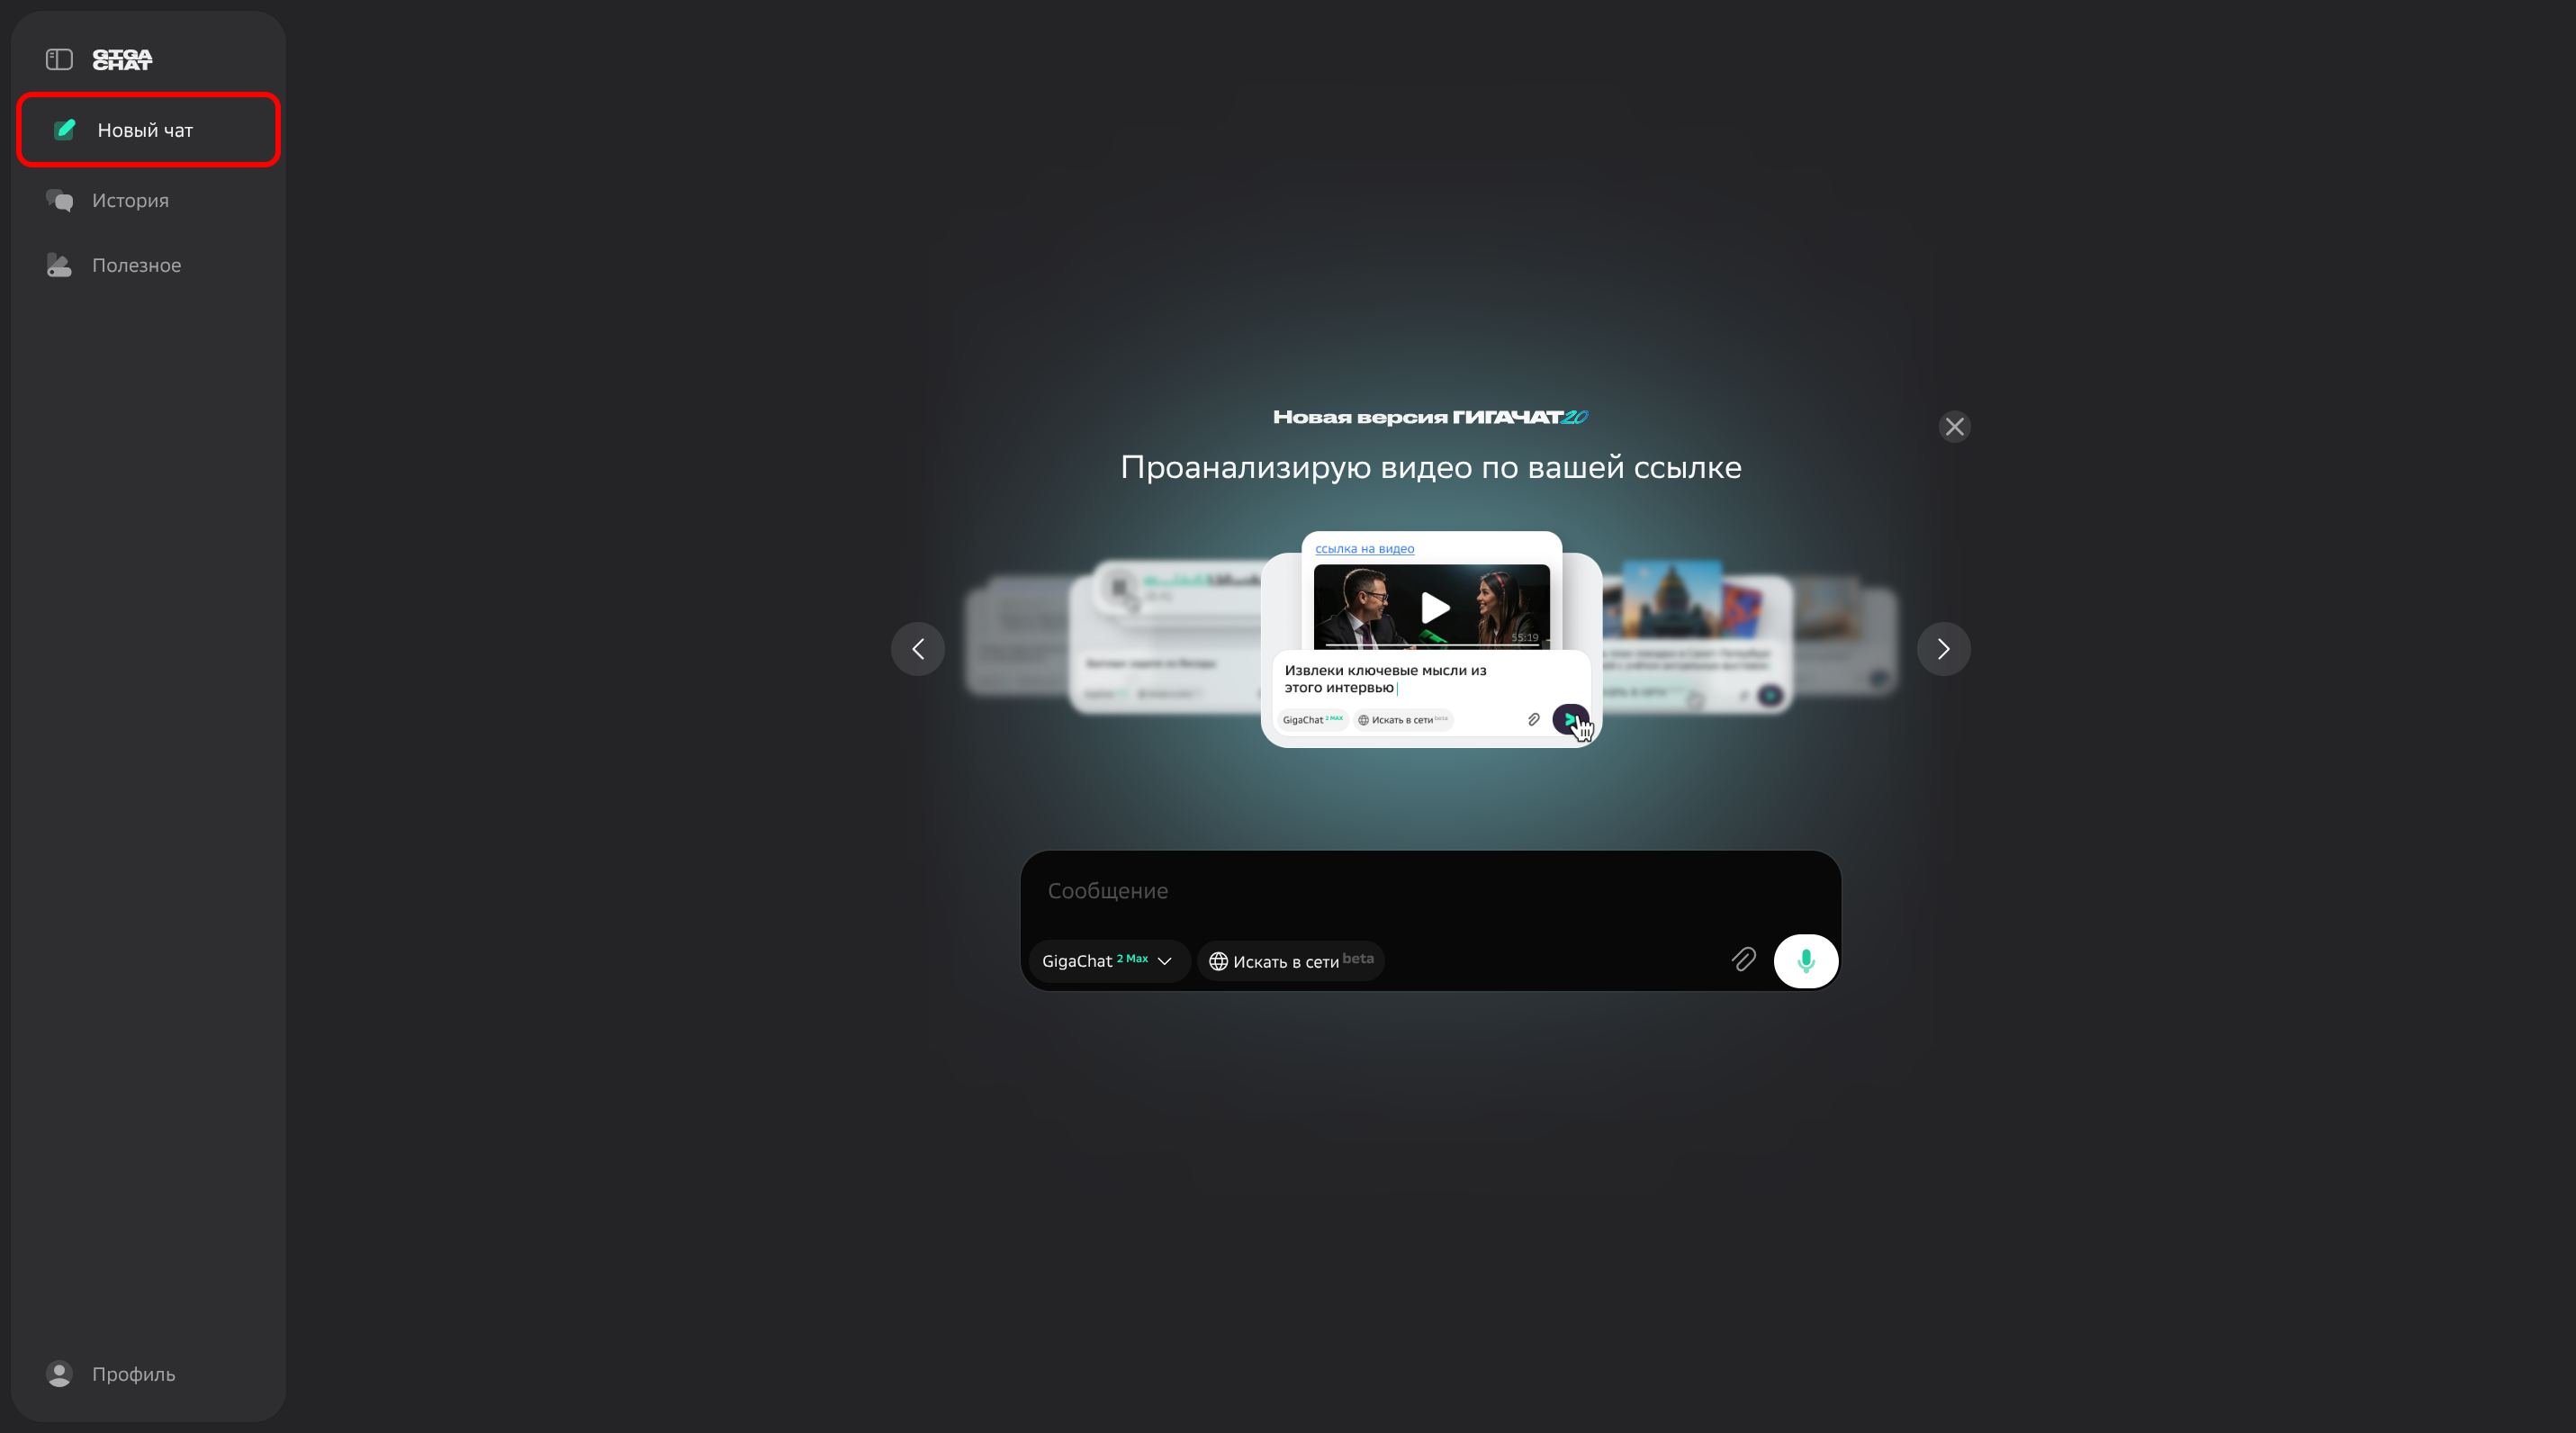 GIGA
CHAT
Новый чат
История
Полезное
Новая версия ГИГАЧАТ 2.0
Проанализирую видео по вашей ссылке
ссылка на видео
55:19
Извлеки ключевые мысли из
этого интервью
GigaChat 2 MAX
Искать в сети beta
Сообщение
GigaChat 2 Max
Искать в сети beta
Профиль